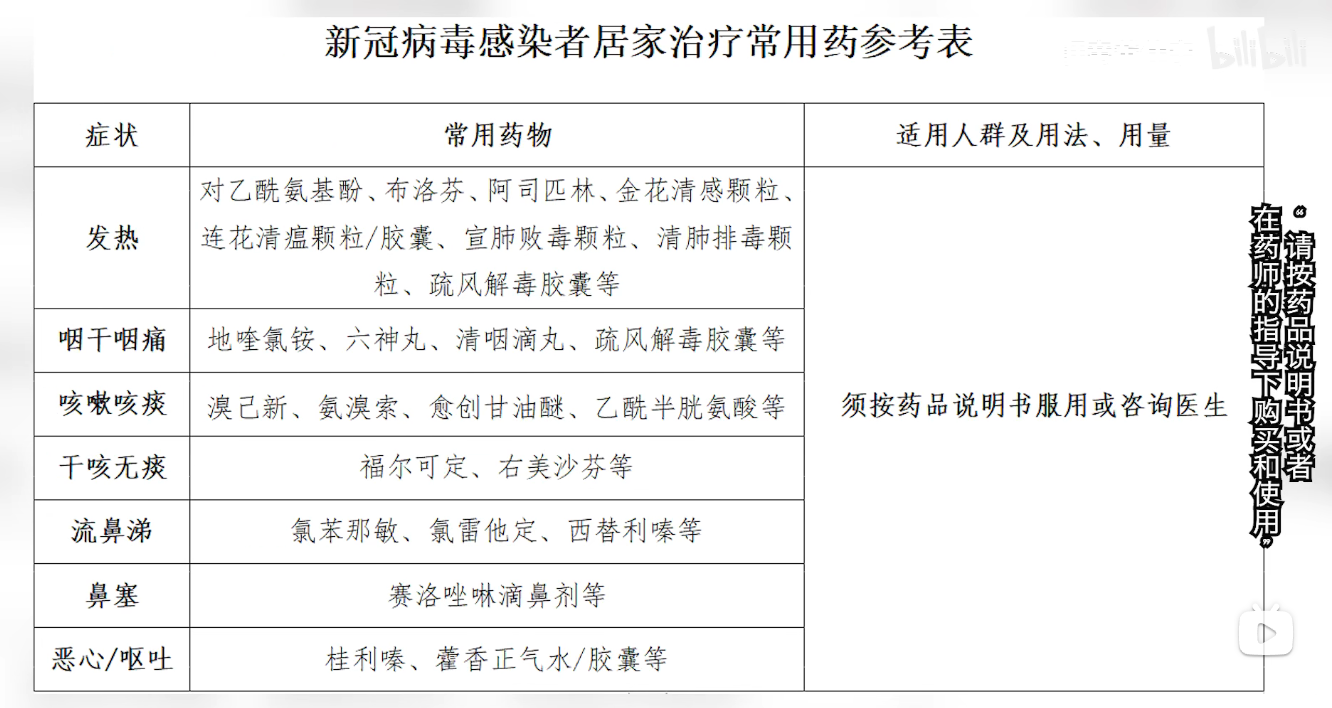 新冠病毒感染者居家治疗常用药参考表
bilibili
症状
常用药物
适用人群及用法、用量
发热
对乙酰氨基酚、布洛芬、阿司匹林、金花清感颗粒、
连花清瘟颗粒/胶囊、宣肺败毒颗粒、清肺排毒颗
粒、疏风解毒胶囊等
咽干咽痛
地喹氯铵、六神丸、清咽滴丸、疏风解毒胶囊等
咳嗽咳痰
溴己新、氨溴索、愈创甘油醚、乙酰半胱氨酸等
干咳无痰
福尔可定、右美沙芬等
流鼻涕
氯苯那敏、氯雷他定、西替利嗪等
鼻塞
赛洛唑啉滴鼻剂等
恶心/呕吐
桂利嗪、藿香正气水/胶囊等
须按药品说明书服用或咨询医生
“请按药品说明书或者
在药师的指导下购买和使用”